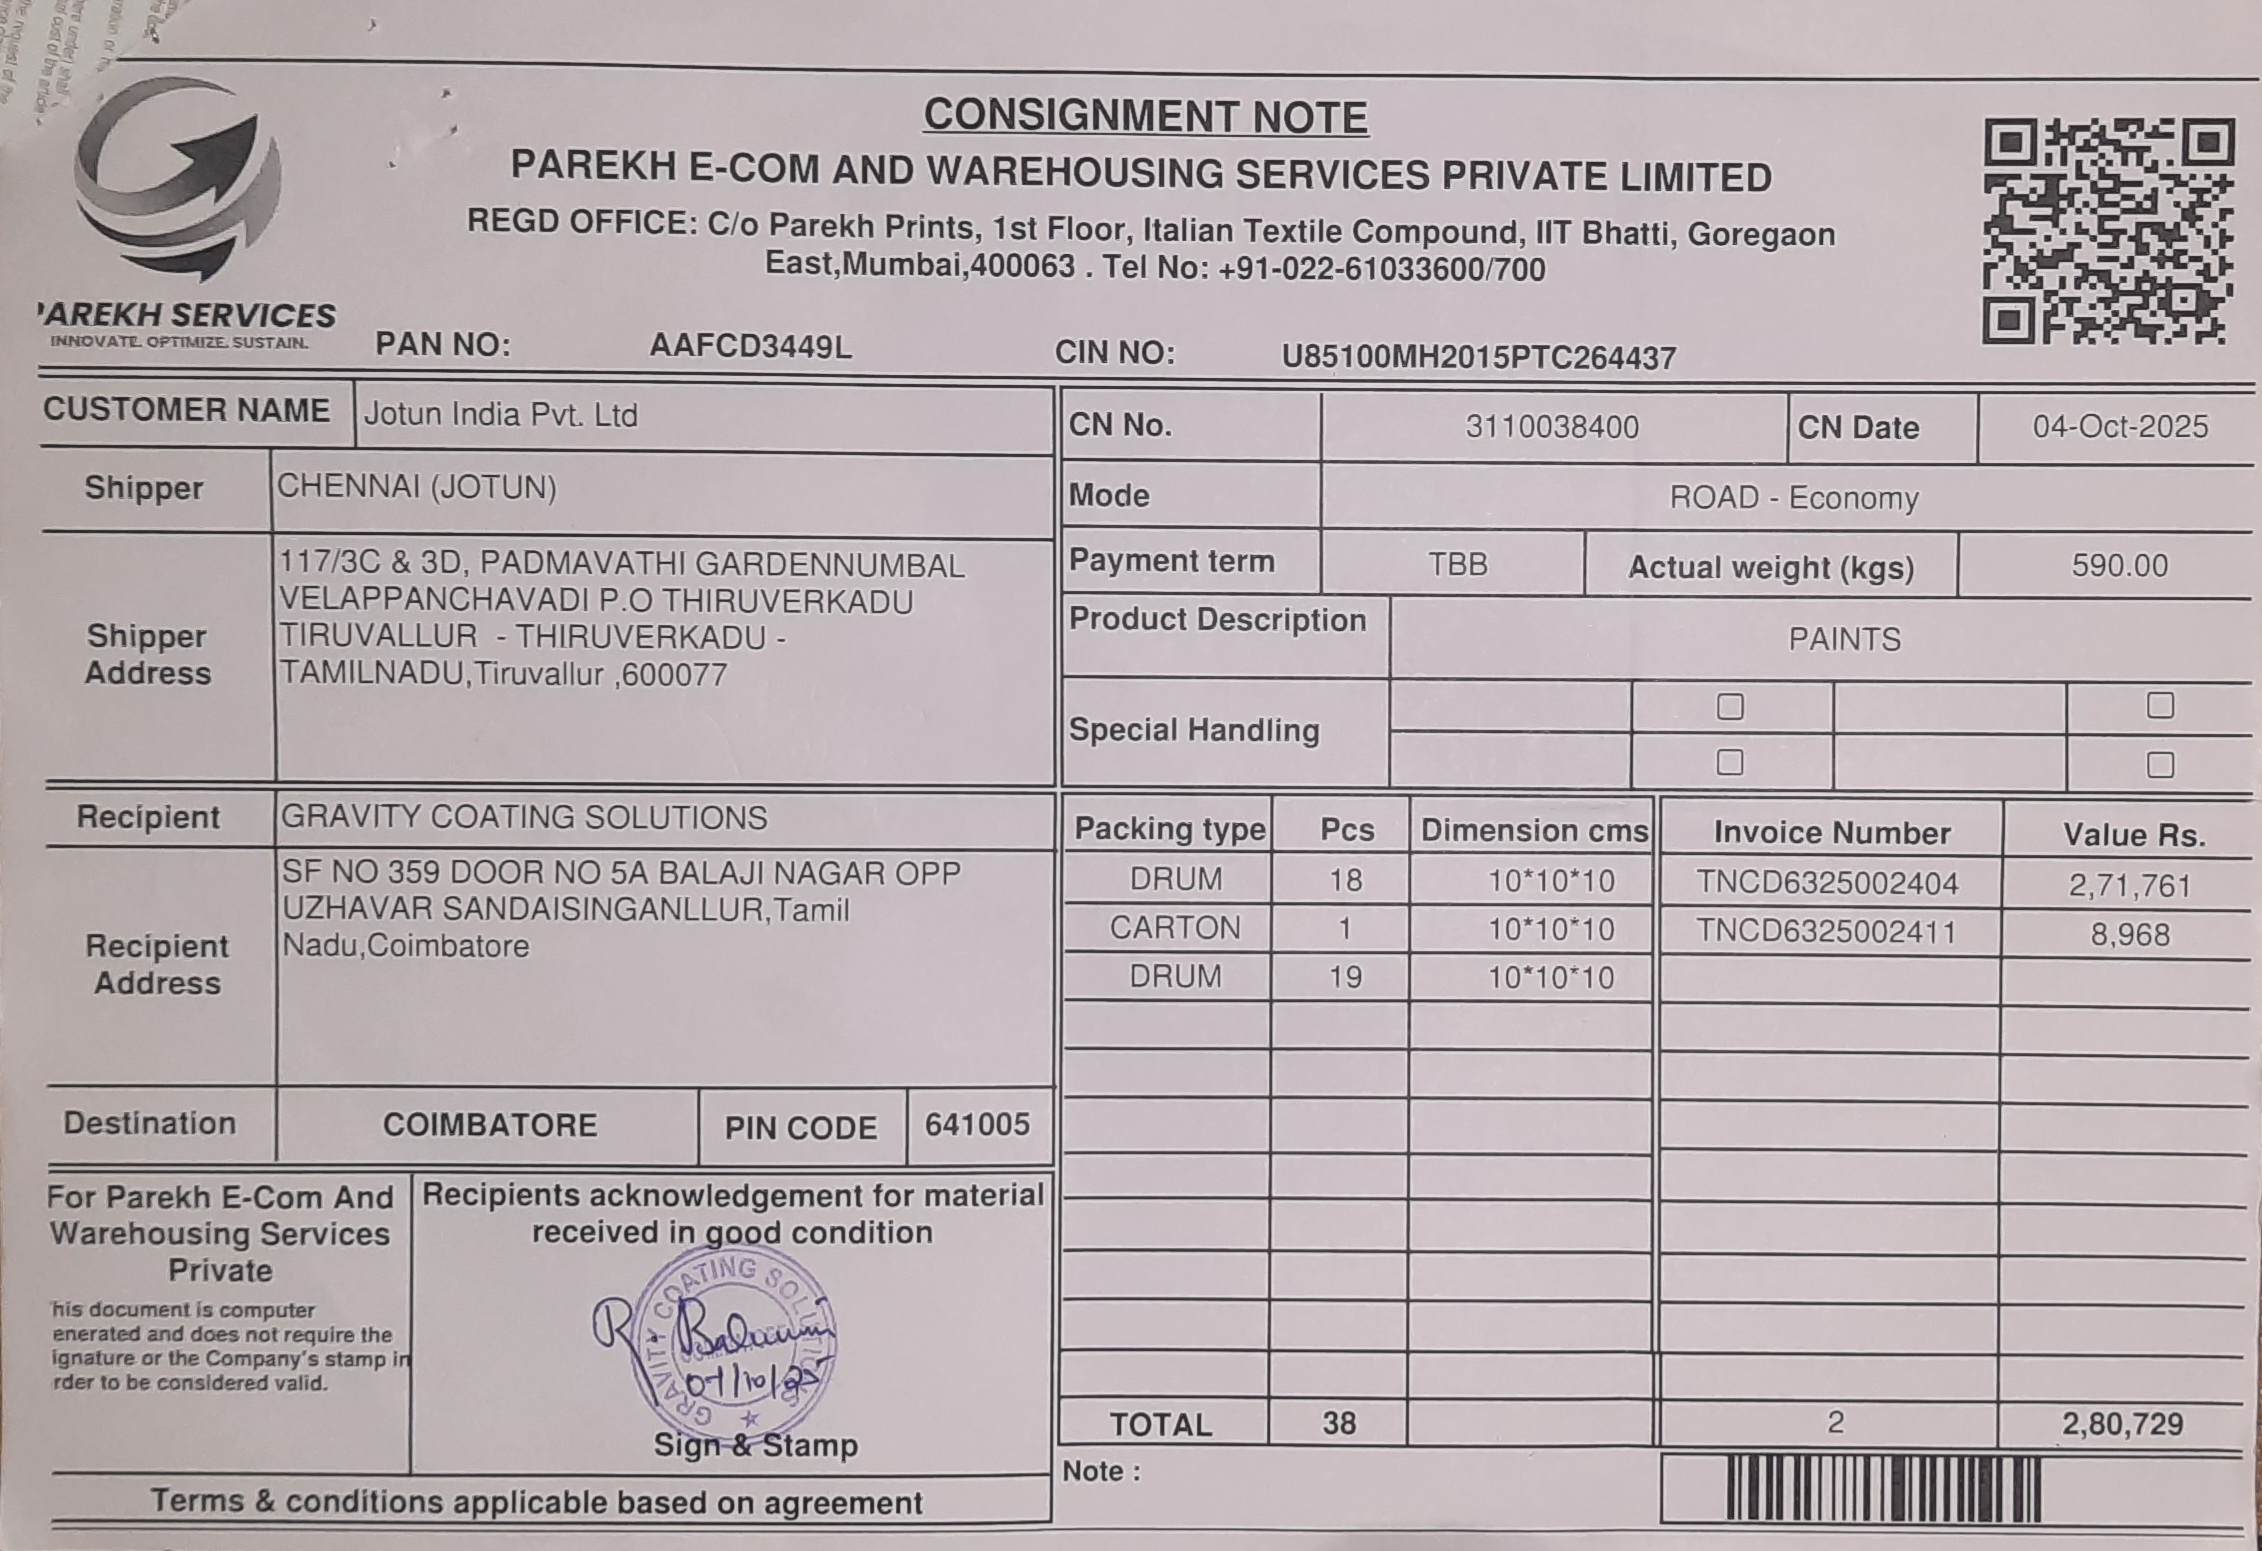 CONSIGNMENT NOTE
PAREKH E-COM AND WAREHOUSING SERVICES PRIVATE LIMITED
REGD OFFICE: C/o Parekh Prints, 1st Floor, Italian Textile Compound, IIT Bhatti, Goregaon
East,Mumbai,400063 . Tel No: +91-022-61033600/700
'AREKH SERVICES
INNOVATE. OPTIMIZE. SUSTAIN.
PAN NO: AAFCD3449L CIN NO: U85100MH2015PTC264437
CUSTOMER NAME Jotun India Pvt. Ltd
Shipper CHENNAI (JOTUN)
Shipper Address
117/3C & 3D, PADMAVATHI GARDENNUMBAL
VELAPPANCHAVADI P.O THIRUVERKADU
TIRUVALLUR - THIRUVERKADU -
TAMILNADU,Tiruvallur ,600077
Recipient GRAVITY COATING SOLUTIONS
Recipient Address
SF NO 359 DOOR NO 5A BALAJI NAGAR OPP
UZHAVAR SANDAISINGANLLUR,Tamil
Nadu,Coimbatore
Destination COIMBATORE PIN CODE 641005
For Parekh E-Com And
Warehousing Services
Private
his document is computer
enerated and does not require the
ignature or the Company's stamp in
rder to be considered valid.
Recipients acknowledgement for material
received in good condition
GRAVITY COATING SOLUTIONS
Sign & Stamp
Terms & conditions applicable based on agreement
CN No. 3110038400 CN Date 04-Oct-2025
Mode ROAD - Economy
Payment term TBB Actual weight (kgs) 590.00
Product Description PAINTS
Special Handling
Packing type Pcs Dimension cms Invoice Number Value Rs.
DRUM 18 10*10*10 TNCD6325002404 2,71,761
CARTON 1 10*10*10 TNCD6325002411 8,968
DRUM 19 10*10*10
TOTAL 38 2 2,80,729
Note :